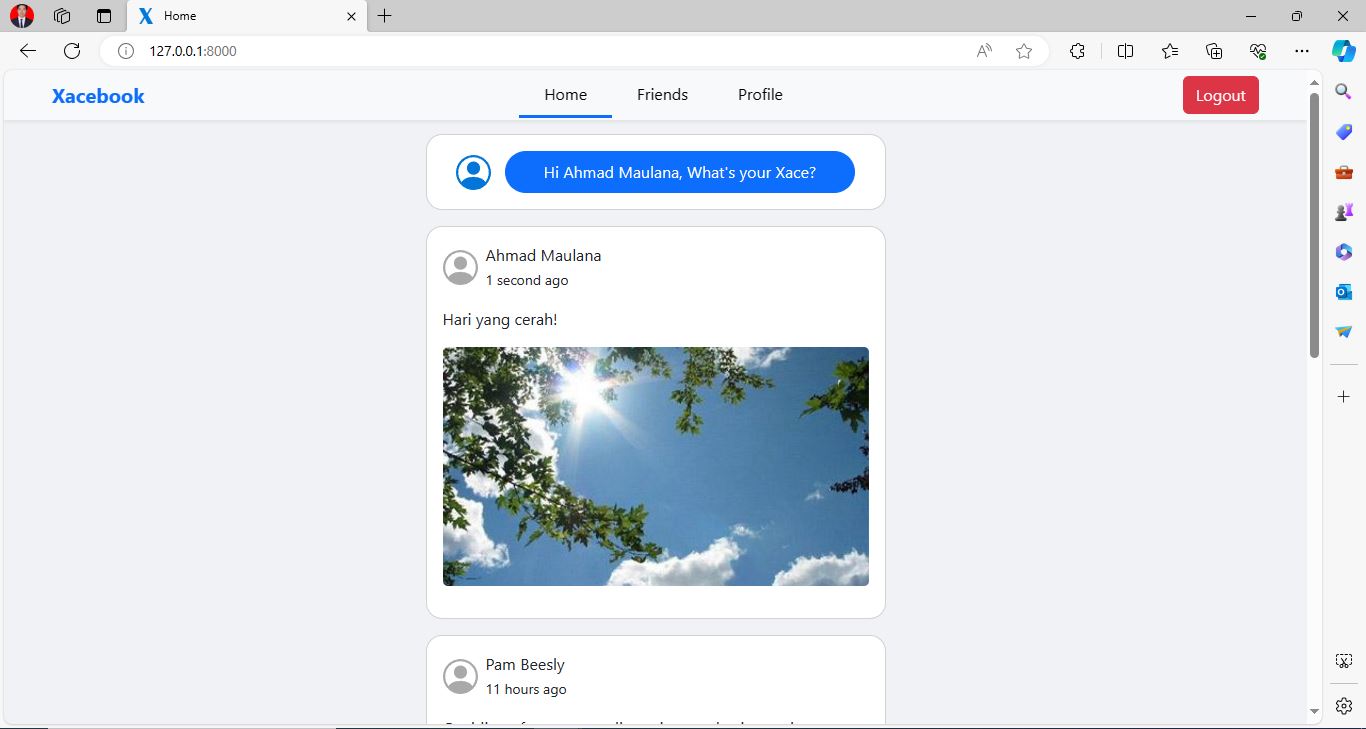 Home
127.0.0.1:8000
Xacebook
Home
Friends
Profile
Logout
Hi Ahmad Maulana, What's your Xace?
Ahmad Maulana
1 second ago
Hari yang cerah!
Pam Beesly
11 hours ago